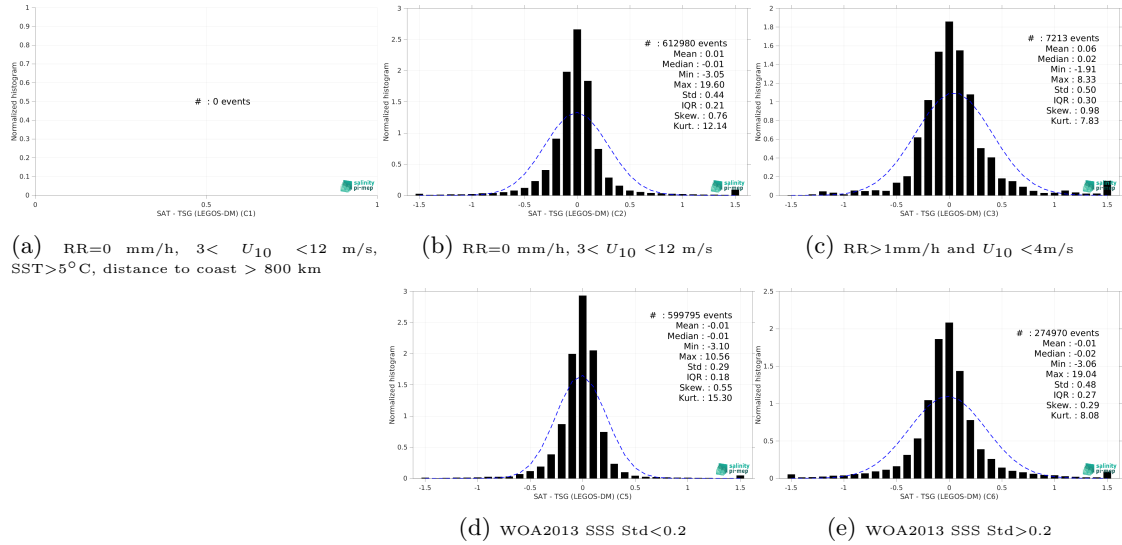 1
0.9
0.8
0.7
0.6
0.5
0.4
0.3
0.2
0.1
0
Normalized histogram
# : 0 events
salinity
pi-mep
0 0.5 1
SAT - TSG (LEGOS-DM) (C1)
3
2.5
2
1.5
1
0.5
0
Normalized histogram
# : 612980 events
Mean : 0.01
Median : -0.01
Min : -3.05
Max : 19.60
Std : 0.44
IQR : 0.21
Skew. : 0.76
Kurt. : 12.14
salinity
pi-mep
-1.5 -1 -0.5 0 0.5 1 1.5
SAT - TSG (LEGOS-DM) (C2)
2
1.8
1.6
1.4
1.2
1
0.8
0.6
0.4
0.2
0
Normalized histogram
# : 7213 events
Mean : 0.06
Median : 0.02
Min : -1.91
Max : 8.33
Std : 0.50
IQR : 0.30
Skew. : 0.98
Kurt. : 7.83
salinity
pi-mep
-1.5 -1 -0.5 0 0.5 1 1.5
SAT - TSG (LEGOS-DM) (C3)
(a) RR=0 mm/h, 3< U10 <12 m/s,
SST>5°C, distance to coast > 800 km
(b) RR=0 mm/h, 3< U10 <12 m/s
(c) RR>1mm/h and U10 <4m/s
3
2.5
2
1.5
1
0.5
0
Normalized histogram
# : 599795 events
Mean : -0.01
Median : -0.01
Min : -3.10
Max : 10.56
Std : 0.29
IQR : 0.18
Skew. : 0.55
Kurt. : 15.30
salinity
pi-mep
-1.5 -1 -0.5 0 0.5 1 1.5
SAT - TSG (LEGOS-DM) (C5)
2.5
2
1.5
1
0.5
0
Normalized histogram
# : 274970 events
Mean : -0.01
Median : -0.02
Min : -3.06
Max : 19.04
Std : 0.48
IQR : 0.27
Skew. : 0.29
Kurt. : 8.08
salinity
pi-mep
-1.5 -1 -0.5 0 0.5 1 1.5
SAT - TSG (LEGOS-DM) (C6)
(d) WOA2013 SSS Std<0.2
(e) WOA2013 SSS Std>0.2